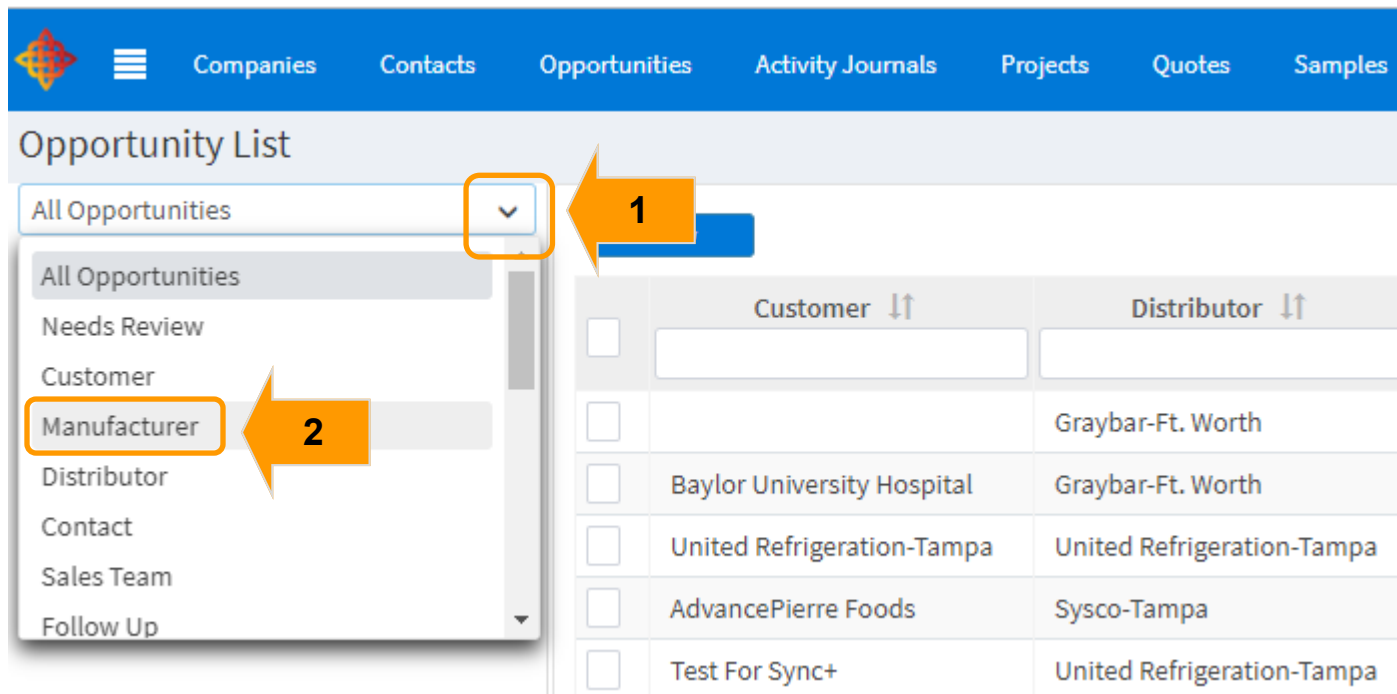 Companies Contacts Opportunities Activity Journals Projects Quotes Samples
Opportunity List
All Opportunities
1
All Opportunities
Needs Review
Customer
Manufacturer
2
Distributor
Contact
Sales Team
Follow Up
Customer Distributor
Graybar-Ft. Worth
Baylor University Hospital Graybar-Ft. Worth
United Refrigeration-Tampa United Refrigeration-Tampa
AdvancePierre Foods Sysco-Tampa
Test For Sync+ United Refrigeration-Tampa